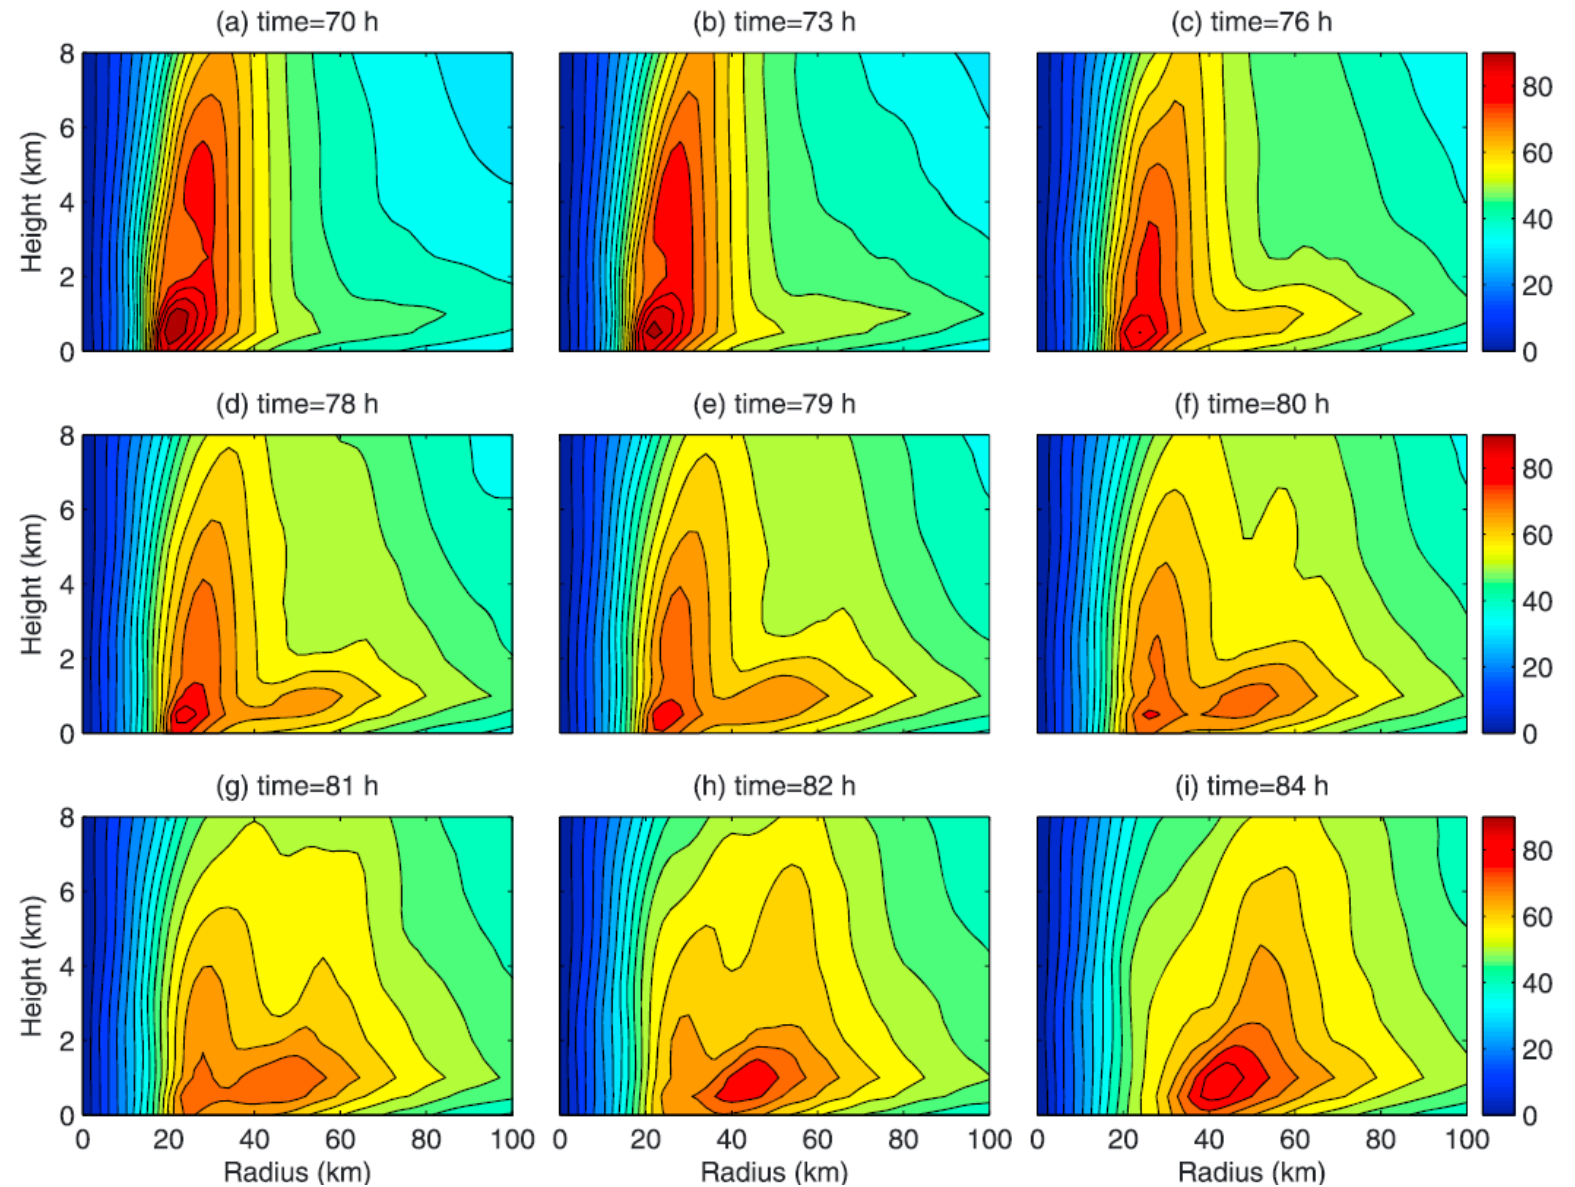 (a) time=70 h
(b) time=73 h
(c) time=76 h
8
6
4
2
0
Height (km)
80
60
40
20
0
(d) time=78 h
(e) time=79 h
(f) time=80 h
8
6
4
2
0
Height (km)
80
60
40
20
0
(g) time=81 h
(h) time=82 h
(i) time=84 h
8
6
4
2
0
Height (km)
80
60
40
20
0
0 20 40 60 80 100
0 20 40 60 80 100
0 20 40 60 80 100
Radius (km)
Radius (km)
Radius (km)